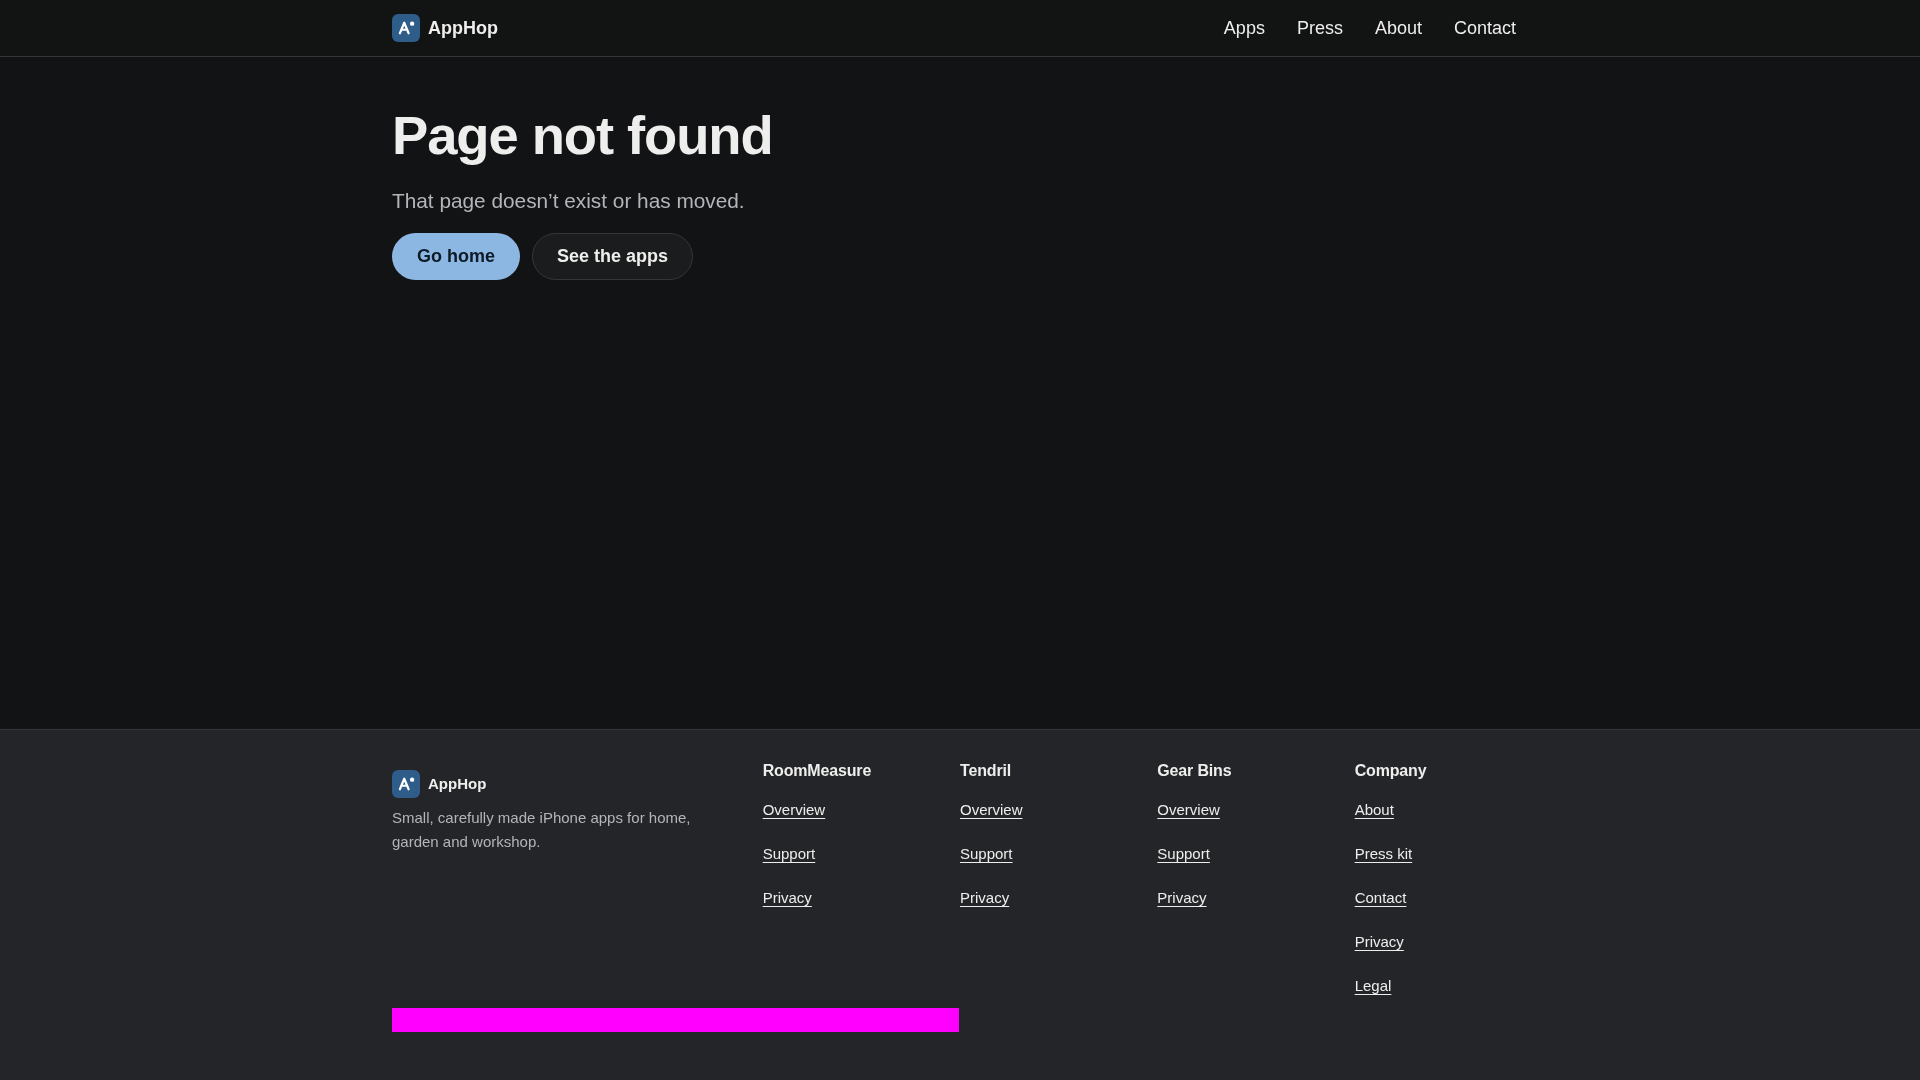 AppHop
Apps
Press
About
Contact
Page not found
That page doesn’t exist or has moved.
Go home
See the apps
AppHop
Small, carefully made iPhone apps for home,
garden and workshop.
RoomMeasure
Overview
Support
Privacy
Tendril
Overview
Support
Privacy
Gear Bins
Overview
Support
Privacy
Company
About
Press kit
Contact
Privacy
Legal